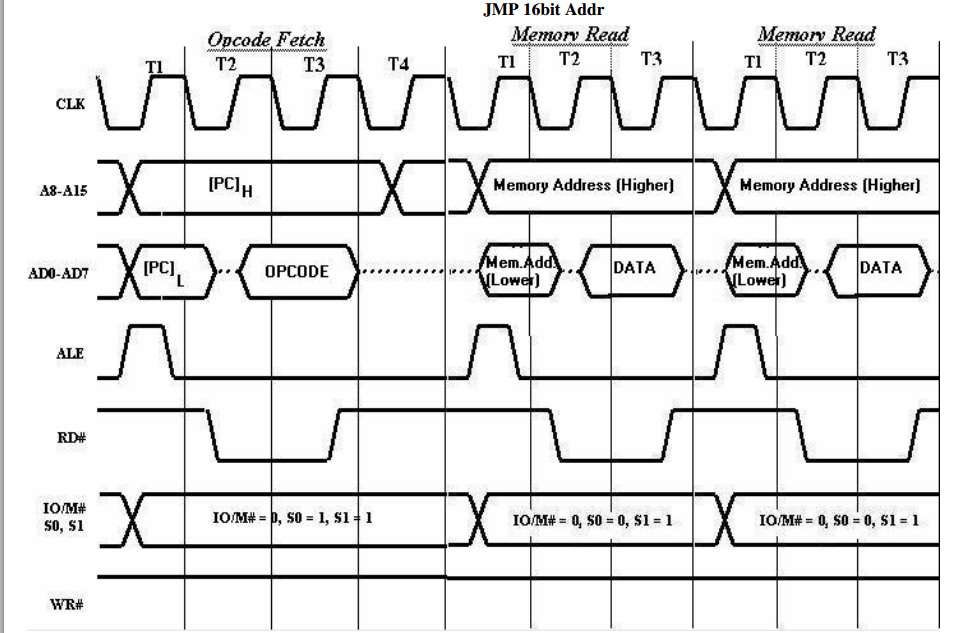 JMP 16bit Addr
Opcode Fetch Memory Read Memory Read
T1 T2 T3 T4 T1 T2 T3 T1 T2 T3
CLK
A8-A15 [PC]H Memory Address (Higher) Memory Address (Higher)
AD0-AD7 [PC]L OPCODE Mem.Add. DATA Mem.Add. DATA
(Lower) (Lower)
ALE
RD#
IO/M#
S0, S1 IO/M# = 0, S0 = 1, S1 = 1 IO/M# = 0, S0 = 0, S1 = 1 IO/M# = 0, S0 = 0, S1 = 1
WR#